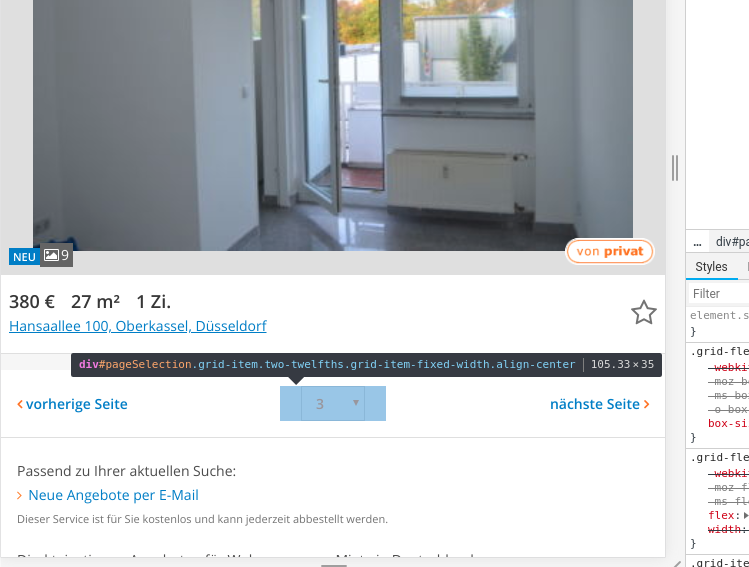 NEU 9
von privat
380 € 27 m² 1 Zi.
Hansaallee 100, Oberkassel, Düsseldorf
div#pageSelection.grid-item.two-twelfths.grid-item-fixed-width.align-center 105.33×35
vorherige Seite 3 nächste Seite
Passend zu Ihrer aktuellen Suche:
Neue Angebote per E-Mail
Dieser Service ist für Sie kostenlos und kann jederzeit abbestellt werden.
... div#pa
Styles
Filter
element.s
}
.grid-fle
-webki
-moz-b
-ms-bo
-o-box
box-si
}
.grid-fle
-webki
-moz-f
-ms-fl
flex:
width:
}
.grid-ite